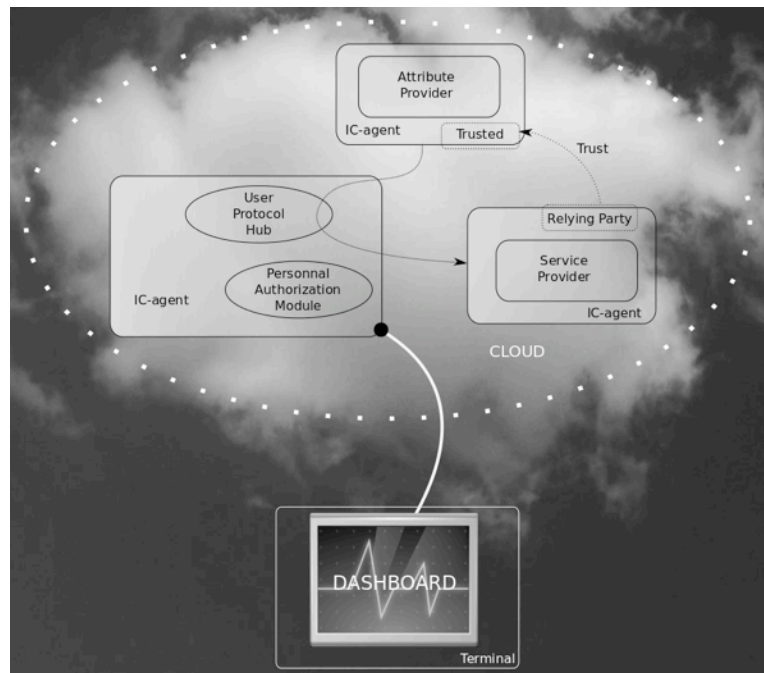 Attribute
Provider
IC-agent
Trusted
Trust
User
Protocol
Hub
Relying Party
Service
Provider
Personnal
Authorization
Module
IC-agent
IC-agent
CLOUD
DASHBOARD
Terminal